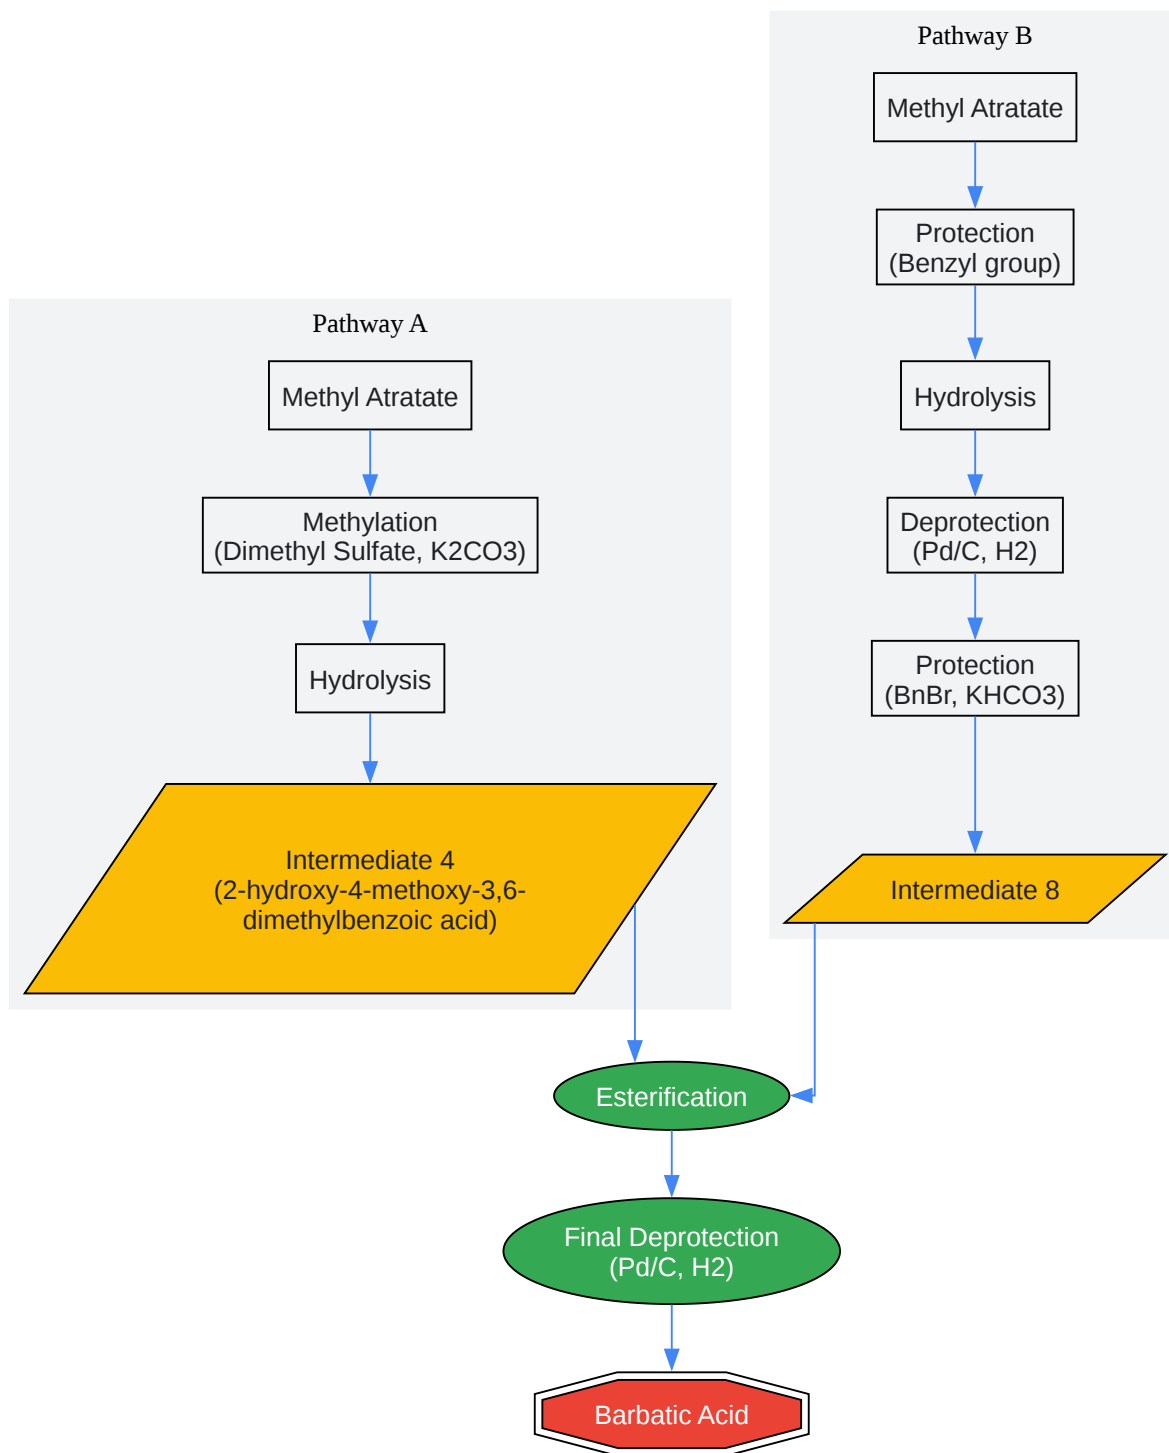 Pathway B
Methyl Atratate
Protection
(Benzyl group)
Hydrolysis
Deprotection
(Pd/C, H2)
Protection
(BnBr, KHCO3)
Intermediate 8
Pathway A
Methyl Atratate
Methylation
(Dimethyl Sulfate, K2CO3)
Hydrolysis
Intermediate 4
(2-hydroxy-4-methoxy-3,6-
dimethylbenzoic acid)
Esterification
Final Deprotection
(Pd/C, H2)
Barbatic Acid